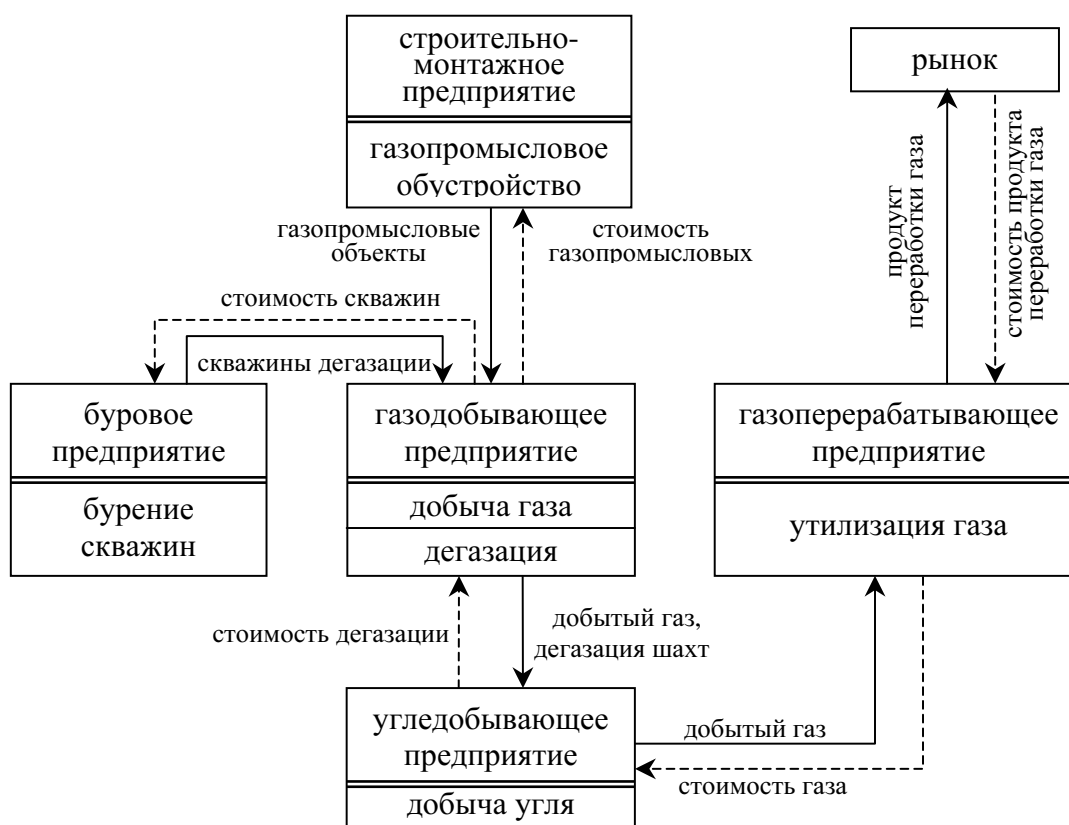 строительно-
монтажное
предприятие
газопромысловое
обустройство
рынок
продукт
переработки газа
стоимость продукта
переработки газа
газопромысловые
объекты
стоимость
газопромысловых
стоимость скважин
скважины дегазации
буровое
предприятие
бурение
скважин
газодобывающее
предприятие
добыча газа
дегазация
газоперерабатывающее
предприятие
утилизация газа
стоимость дегазации
добытый газ,
дегазация шахт
угледобывающее
предприятие
добыча угля
добытый газ
стоимость газа